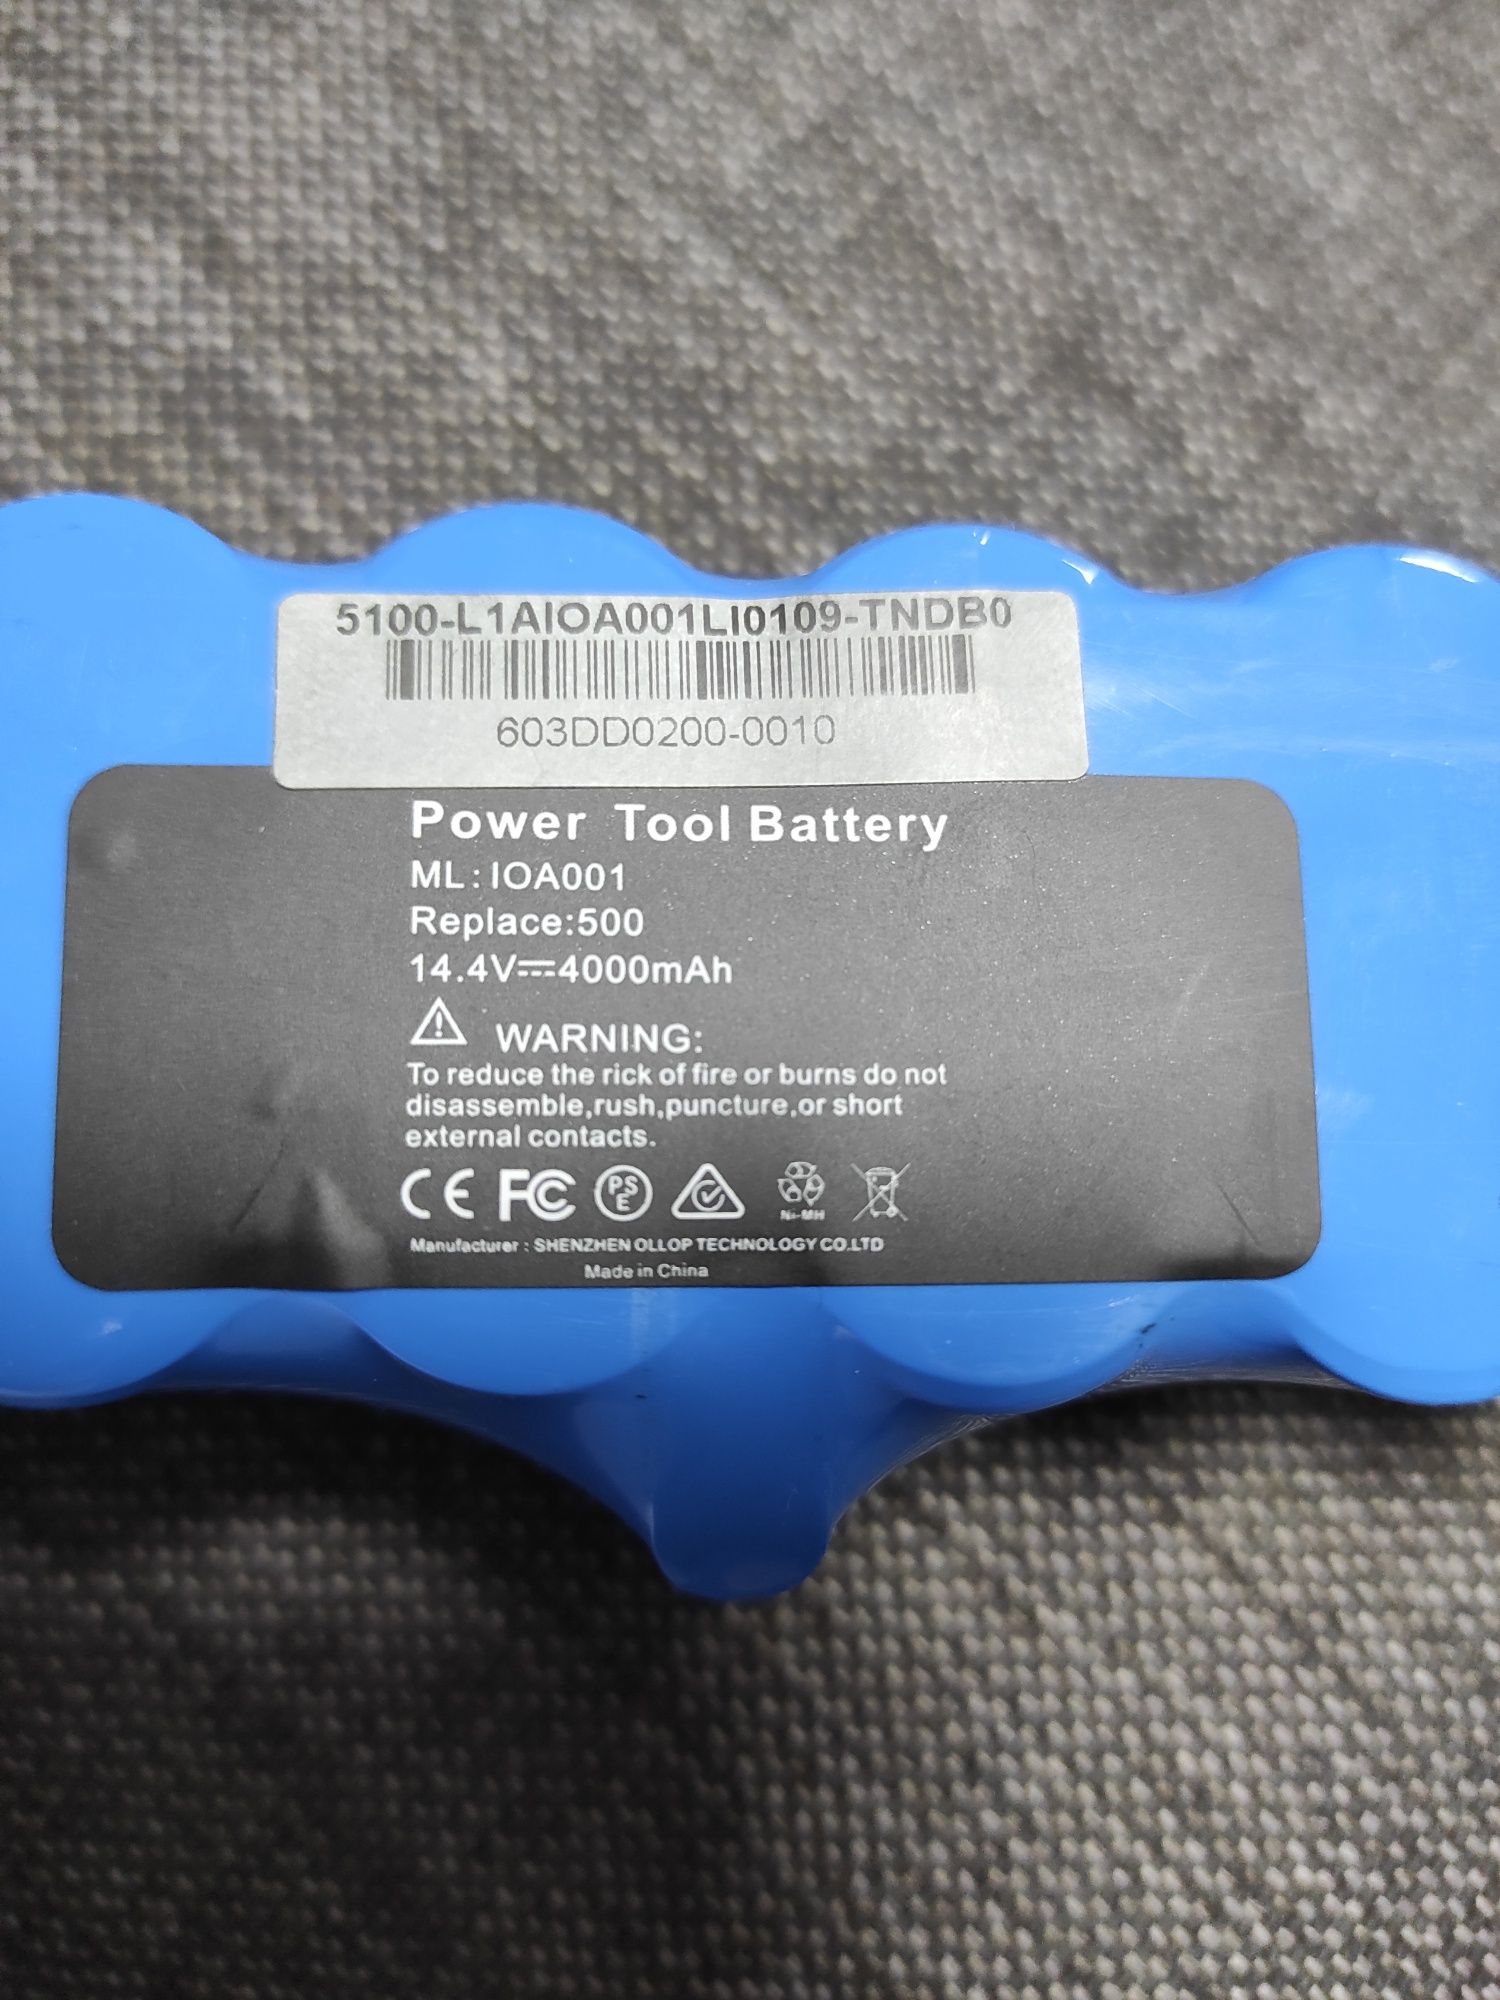 5100-L1AIOA001LI0109-TNDB0
603DD0200-0010
Power Tool Battery
ML: IOA001
Replace:500
14.4V⎓4000mAh
WARNING:
To reduce the rick of fire or burns do not
disassemble,rush,puncture,or short
external contacts.
CE FC PSE Ni-MH
Manufacturer : SHENZHEN OLLOP TECHNOLOGY CO.LTD
Made in China